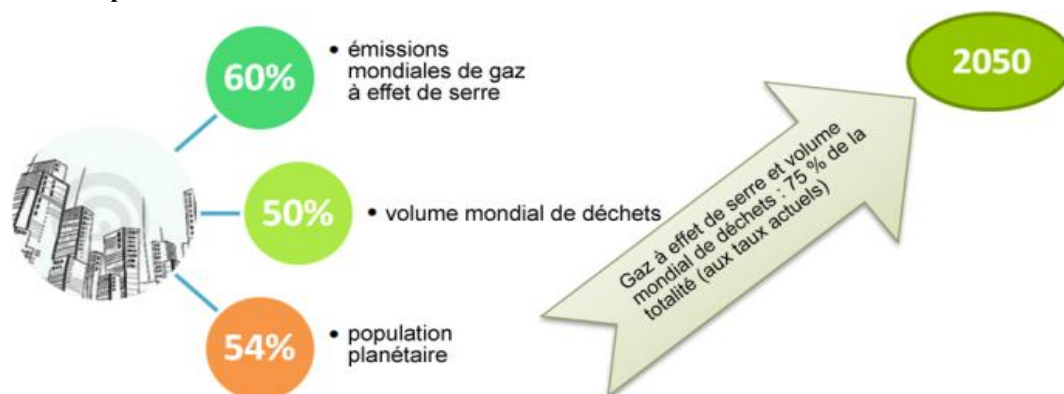 60%
• émissions
mondiales de gaz
à effet de serre
50%
• volume mondial de déchets
54%
• population
planétaire
Gaz à effet de serre et volume
mondial de déchets : 75 % de la
totalité (aux taux actuels)
2050